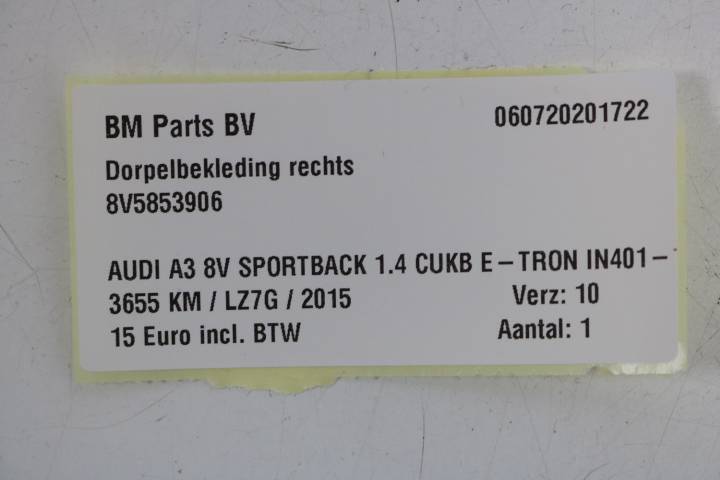 BM Parts BV 060720201722
Dorpelbekleding rechts
8V5853906
AUDI A3 8V SPORTBACK 1.4 CUKB E-TRON IN401-
3655 KM / LZ7G / 2015 Verz: 10
15 Euro incl. BTW Aantal: 1